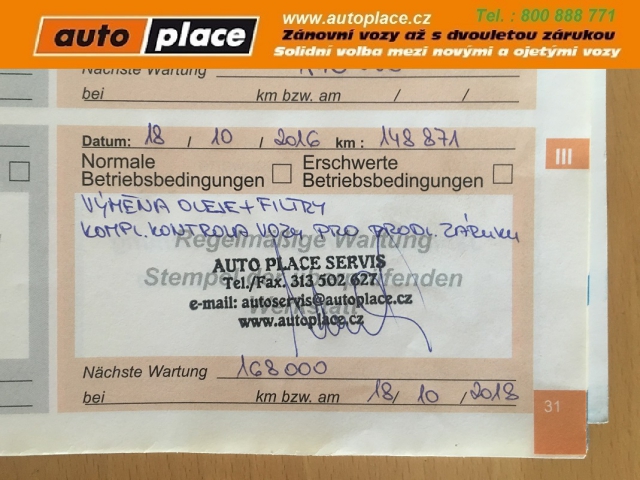 auto place
www.autoplace.cz
Tel. : 800 888 771
Zánovní vozy až s dvouletou zárukou
Solidní volba mezi novými a ojetými vozy
Nächste Wartung
bei km bzw. am / /
Datum: 18 / 10 / 2016 km : 148 871
Normale Betriebsbedingungen
Erschwerte Betriebsbedingungen
III
VÝMĚNA OLEJE + FILTRY
KOMPL. KONTROLA VOZU PRO PRODL. ZÁRUKU
Regelmäßige Wartung
AUTO PLACE SERVIS
Stempel
Tel./Fax. 313 502 627
e-mail: autoservis@autoplace.cz
Werkstatt
www.autoplace.cz
Nächste Wartung 168 000
bei km bzw. am 18 / 10 / 2018
31